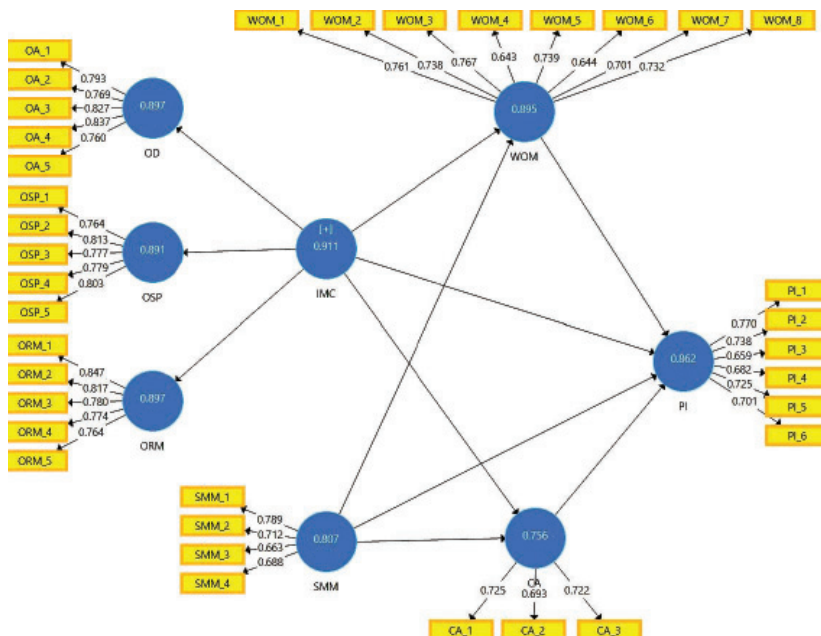 WOM_1 WOM_2 WOM_3 WOM_4 WOM_5 WOM_6 WOM_7 WOM_8
0.761 0.738 0.767 0.643 0.739 0.644 0.701 0.732
0.895
WOM
OA_1
OA_2
OA_3
OA_4
OA_5
0.793
0.769
0.827
0.837
0.760
0.897
OD
OSP_1
OSP_2
OSP_3
OSP_4
OSP_5
0.764
0.813
0.777
0.779
0.803
0.891
OSP
[+]
0.911
IMC
ORM_1
ORM_2
ORM_3
ORM_4
ORM_5
0.847
0.817
0.780
0.774
0.764
0.897
ORM
PI_1
PI_2
PI_3
PI_4
PI_5
PI_6
0.770
0.738
0.659
0.682
0.725
0.701
0.862
PI
SMM_1
SMM_2
SMM_3
SMM_4
0.789
0.712
0.663
0.688
0.807
SMM
0.756
CA
0.725 0.693 0.722
CA_1 CA_2 CA_3